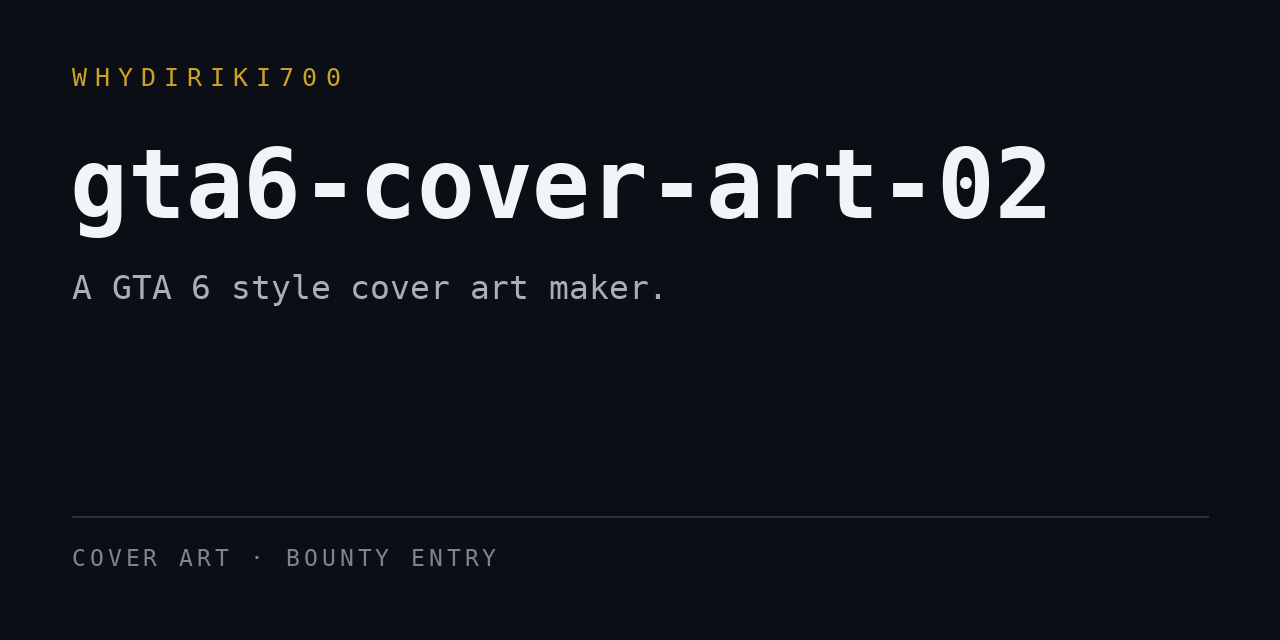 WHYDIRIKI700
gta6-cover-art-02
A GTA 6 style cover art maker.
COVER ART · BOUNTY ENTRY